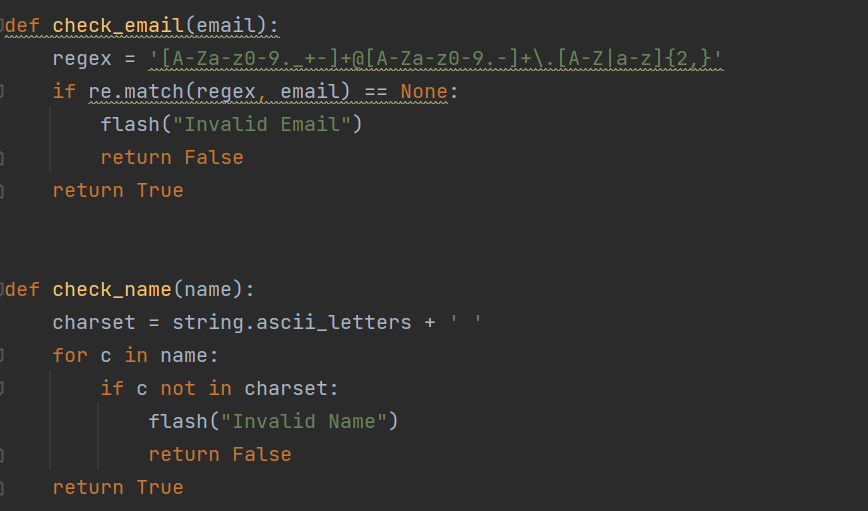 def check_email(email):
    regex = '[A-Za-z0-9._+-]+@[A-Za-z0-9.-]+\.[A-Z|a-z]{2,}'
    if re.match(regex, email) == None:
        flash("Invalid Email")
        return False
    return True
def check_name(name):
    charset = string.ascii_letters + ' '
    for c in name:
        if c not in charset:
            flash("Invalid Name")
            return False
    return True